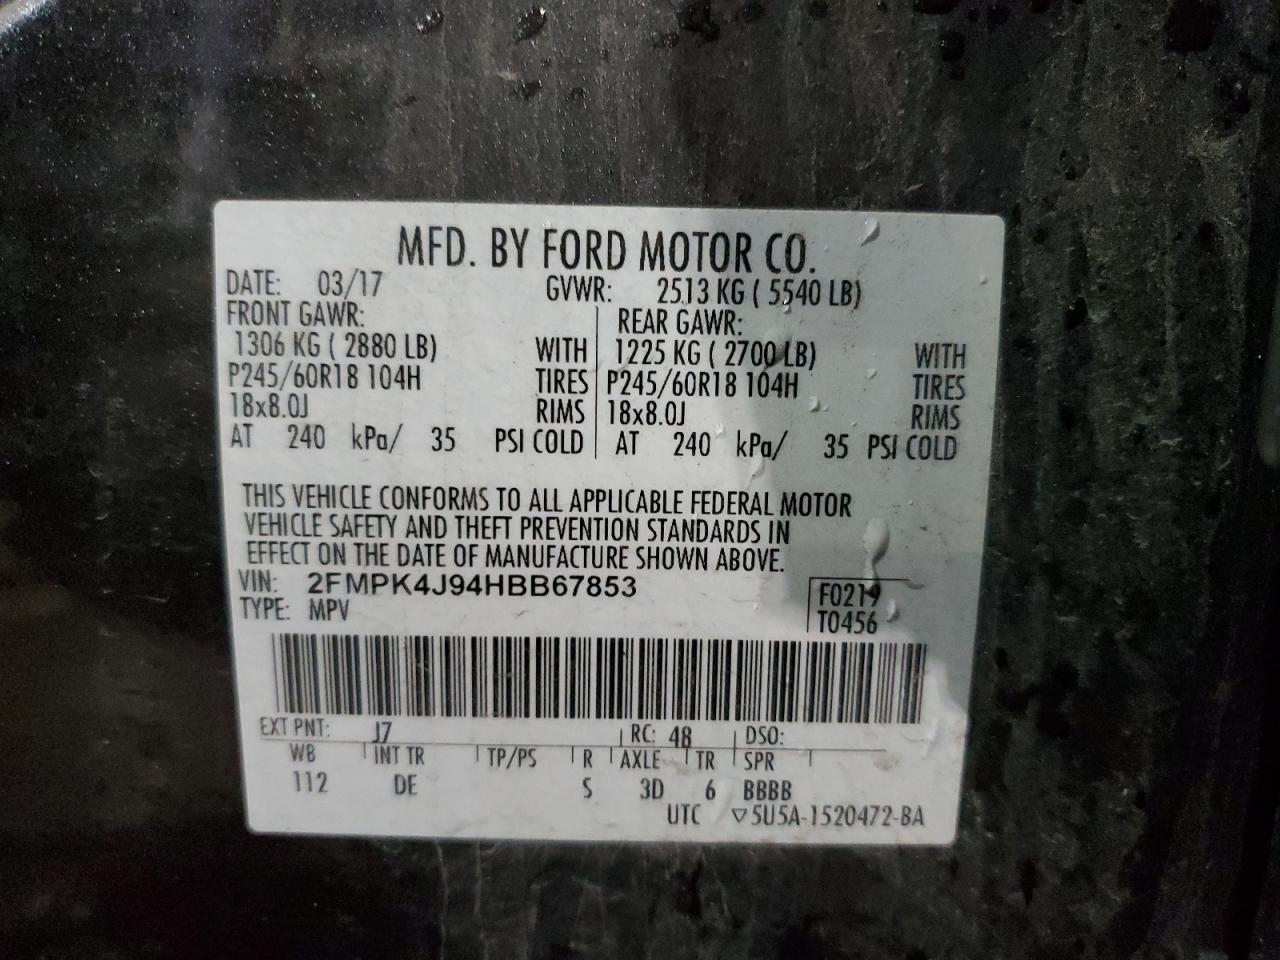 MFD. BY FORD MOTOR CO.
DATE: 03/17 GVWR: 2513 KG ( 5540 LB)
FRONT GAWR: REAR GAWR:
1306 KG ( 2880 LB) WITH 1225 KG ( 2700 LB) WITH
P245/60R18 104H TIRES P245/60R18 104H TIRES
18x8.0J RIMS 18x8.0J RIMS
AT 240 kPa/ 35 PSI COLD AT 240 kPa/ 35 PSI COLD
THIS VEHICLE CONFORMS TO ALL APPLICABLE FEDERAL MOTOR
VEHICLE SAFETY AND THEFT PREVENTION STANDARDS IN
EFFECT ON THE DATE OF MANUFACTURE SHOWN ABOVE.
VIN: 2FMPK4J94HBB67853 F0219
TYPE: MPV T0456
EXT PNT: J7 RC: 48 DSO:
WB INT TR TP/PS R AXLE TR SPR
112 DE S 3D 6 BBBB
UTC ▽5U5A-1520472-BA